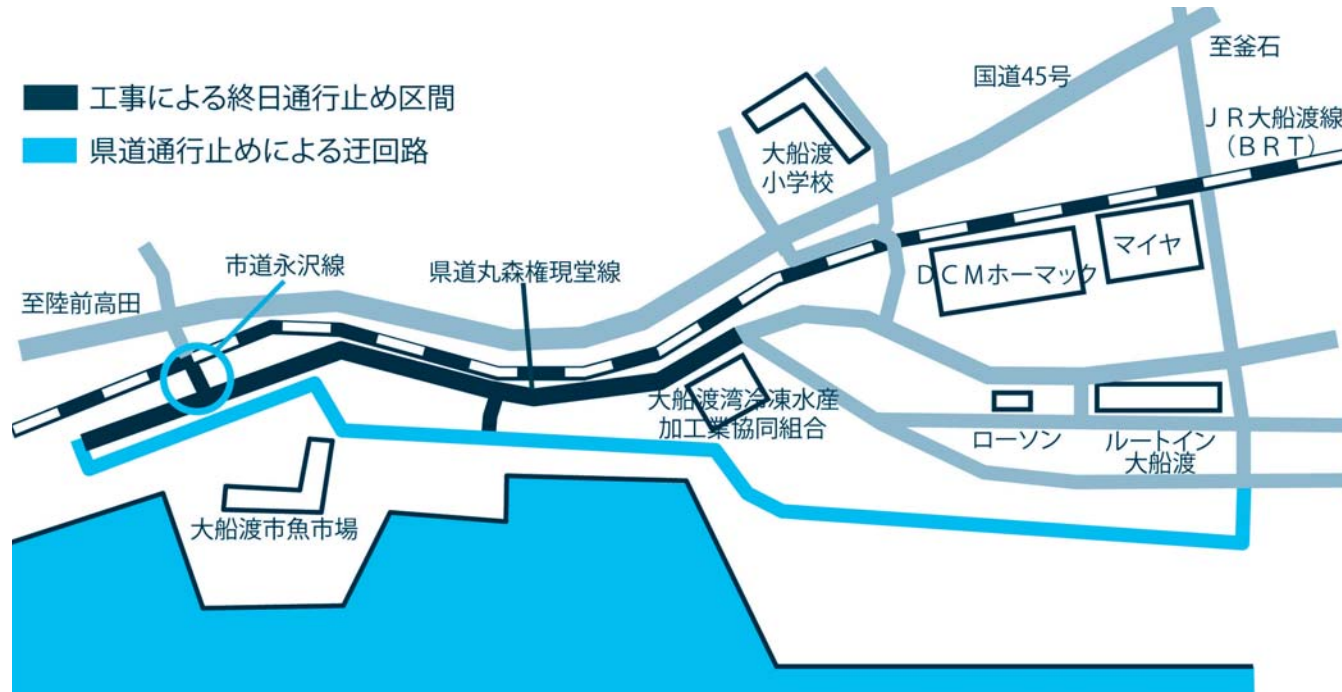 工事による終日通行止め区間
県道通行止めによる迂回路
至釜石
国道45号
ＪＲ大船渡線
（ＢＲＴ）
大船渡
小学校
マイヤ
ＤＣＭホーマック
市道永沢線
県道丸森権現堂線
至陸前高田
大船渡湾冷凍水産
加工業協同組合
ローソン
ルートイン
大船渡
大船渡市魚市場